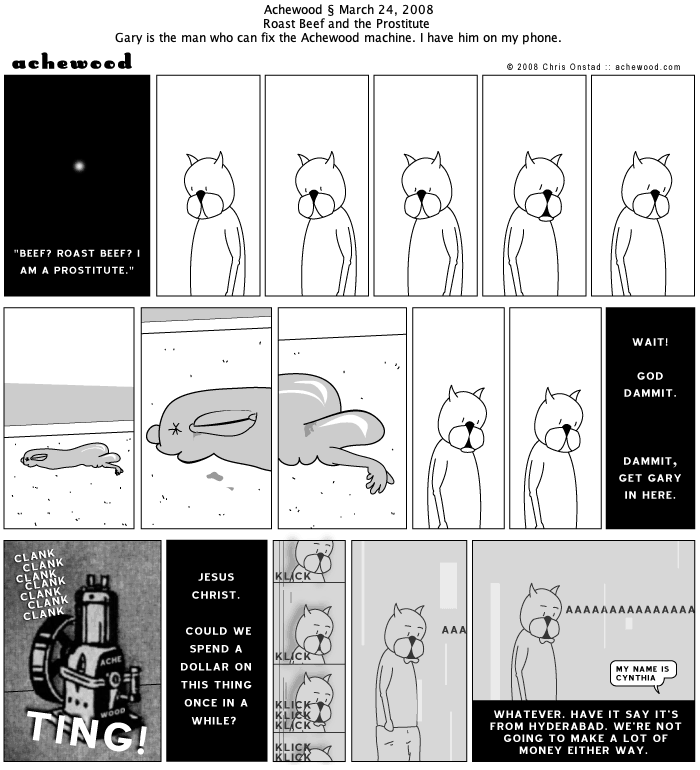 Achewood § March 24, 2008
Roast Beef and the Prostitute
Gary is the man who can fix the Achewood machine. I have him on my phone.
achewood
© 2008 Chris Onstad :: achewood.com
"BEEF? ROAST BEEF? I
AM A PROSTITUTE."
WAIT!
GOD
DAMMIT.
DAMMIT,
GET GARY
IN HERE.
CLANK
CLANK
CLANK
CLANK
CLANK
CLANK
CLANK
ACHE
WOOD
TING!
JESUS
CHRIST.
COULD WE
SPEND A
DOLLAR ON
THIS THING
ONCE IN A
WHILE?
KLICK
KLICK
KLICK
KLICK
KLICK
KLICK
KLICK
AAA
AAAAAAAAAAAAAAA
MY NAME IS
CYNTHIA
WHATEVER. HAVE IT SAY IT'S
FROM HYDERABAD. WE'RE NOT
GOING TO MAKE A LOT OF
MONEY EITHER WAY.